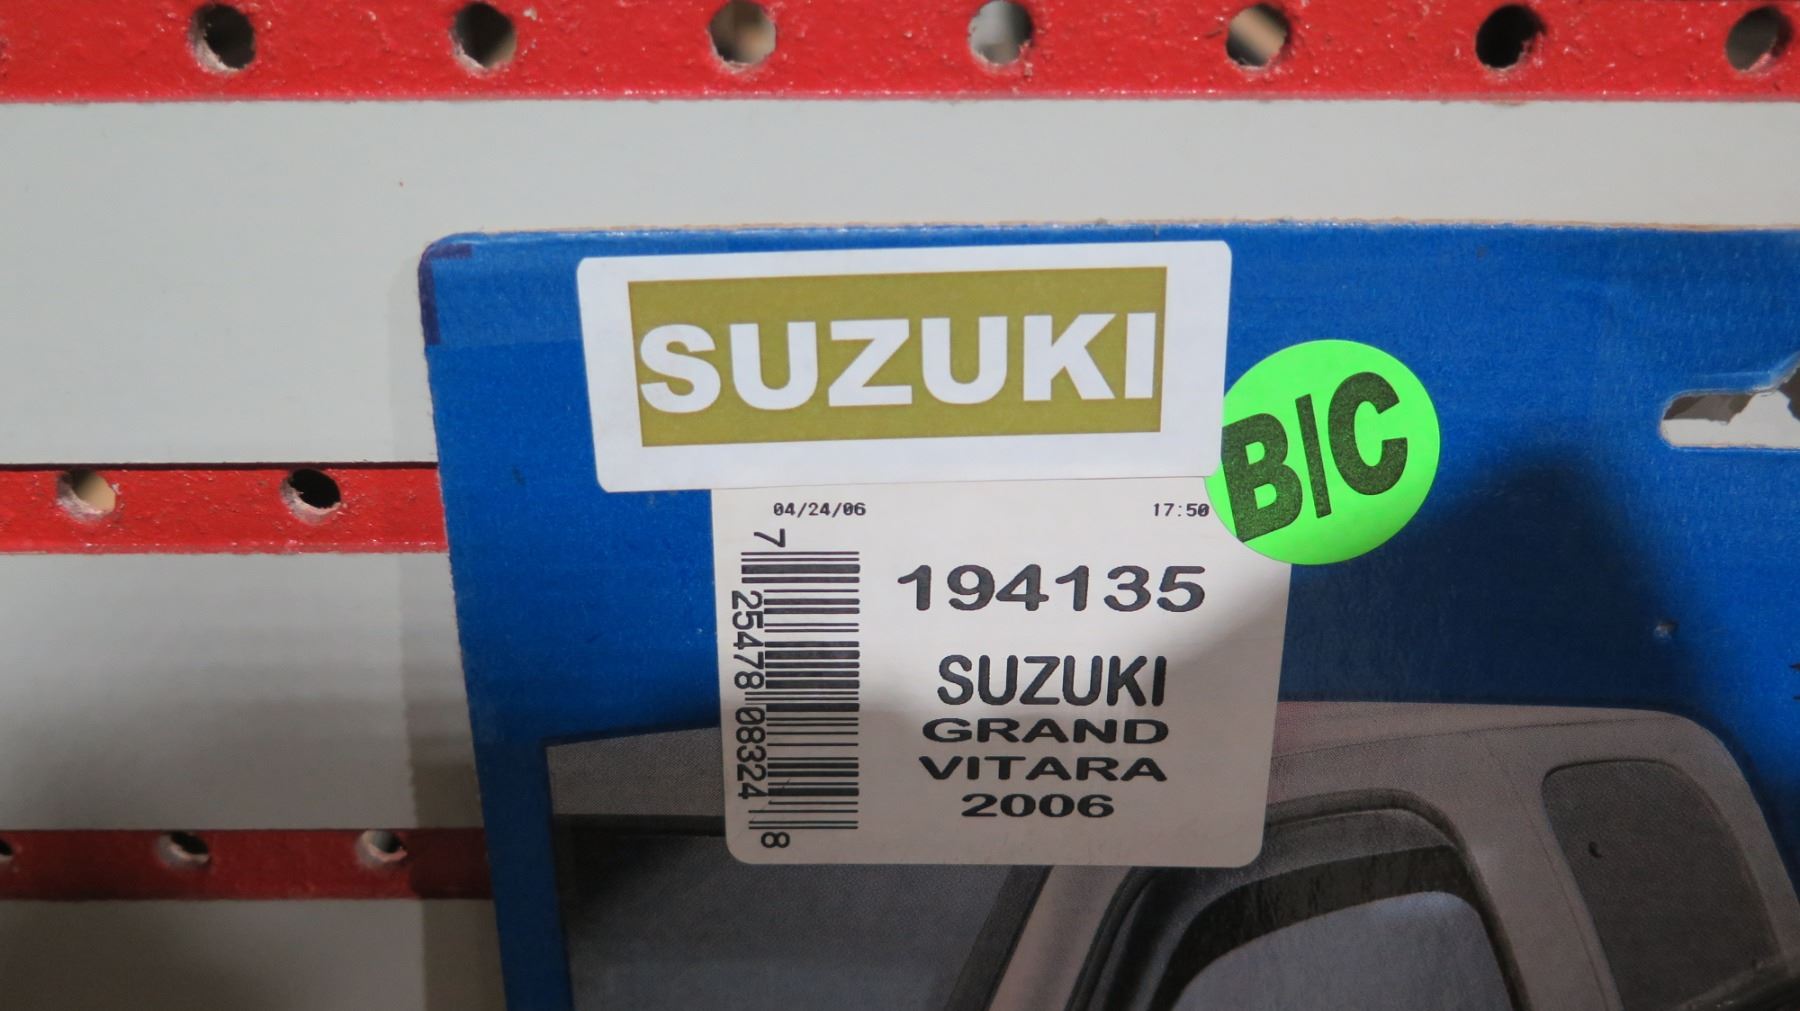 SUZUKI
B/C
04/24/06 17:50
194135
SUZUKI
GRAND
VITARA
2006
7 25478 08324 8